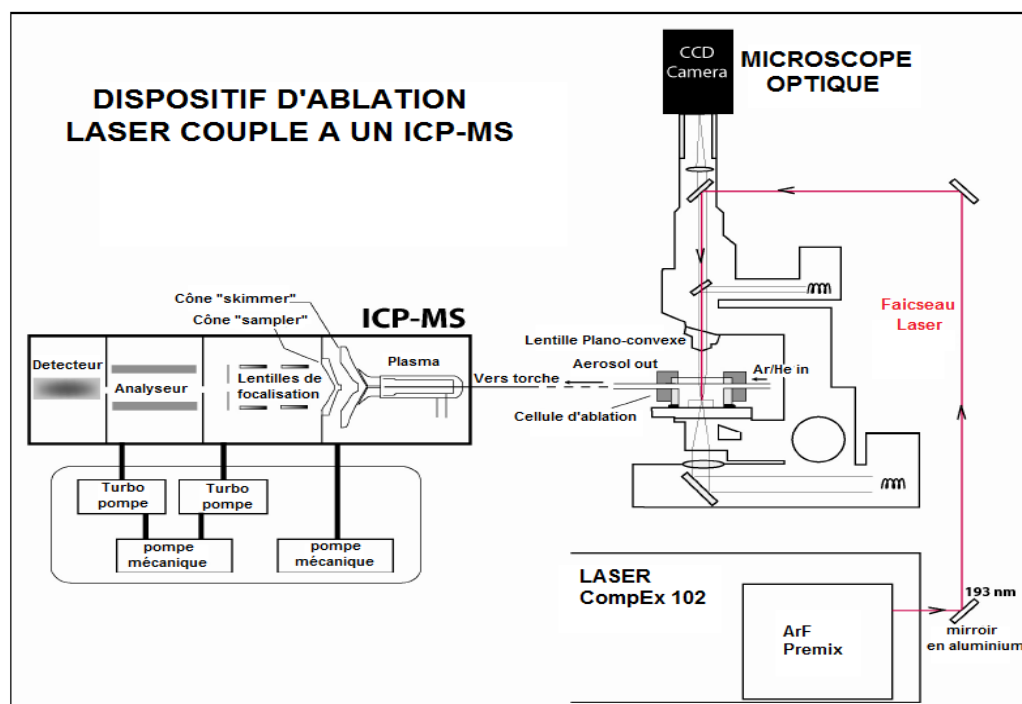 DISPOSITIF D'ABLATION
LASER COUPLE A UN ICP-MS
CCD
Camera
MICROSCOPE
OPTIQUE
Faicseau
Laser
Cône "skimmer"
Cône "sampler"
ICP-MS
Detecteur
Analyseur
Lentilles de
focalisation
Plasma
Vers torche
Lentille Plano-convexe
Aerosol out
Ar/He in
Cellule d'ablation
Turbo
pompe
Turbo
pompe
pompe
mécanique
pompe
mécanique
LASER
CompEx 102
ArF
Premix
193 nm
mirroir
en aluminium